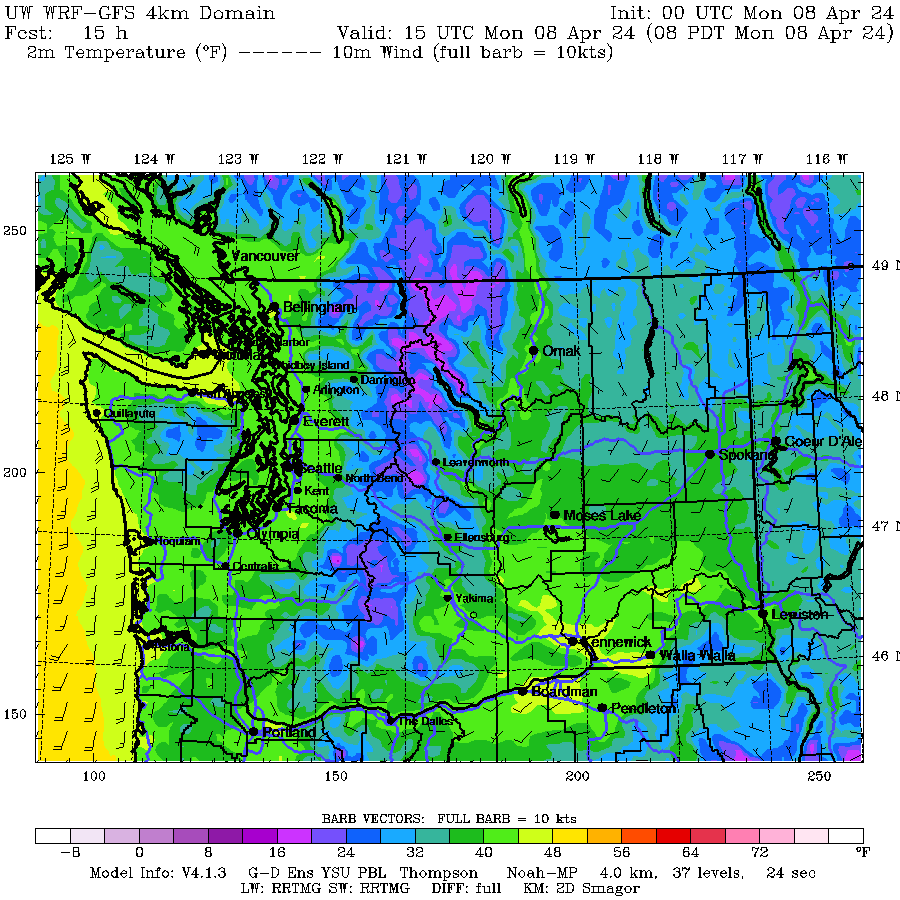 UW WRF-GFS 4km Domain Init: 00 UTC Mon 08 Apr 24
Fcst: 15 h Valid: 15 UTC Mon 08 Apr 24 (08 PDT Mon 08 Apr 24)
2m Temperature (°F) ------ 10m Wind (full barb = 10kts)
125 W 124 W 123 W 122 W 121 W 120 W 119 W 118 W 117 W 116 W
250
Vancouver
49 N
Bellingham
Harbor
Omak
Whidbey Island
Darrington
Arlington
Port Angeles
48 N
Quillayute
Everett
Coeur D'Ale
Spokane
Leavenworth
200
Seattle
North Bend
Kent
Tacoma
Moses Lake
47 N
Olympia
Hoquiam
Ellensburg
Centralia
Yakima
Lewiston
Astoria
Kennewick
Walla Walla
46 N
Boardman
Pendleton
150
The Dalles
Portland
100 150 200 250
BARB VECTORS: FULL BARB = 10 kts
-8 0 8 16 24 32 40 48 56 64 72 °F
Model Info: V4.1.3 G-D Ens YSU PBL Thompson Noah-MP 4.0 km, 37 levels, 24 sec
LW: RRTMG SW: RRTMG DIFF: full KM: 2D Smagor